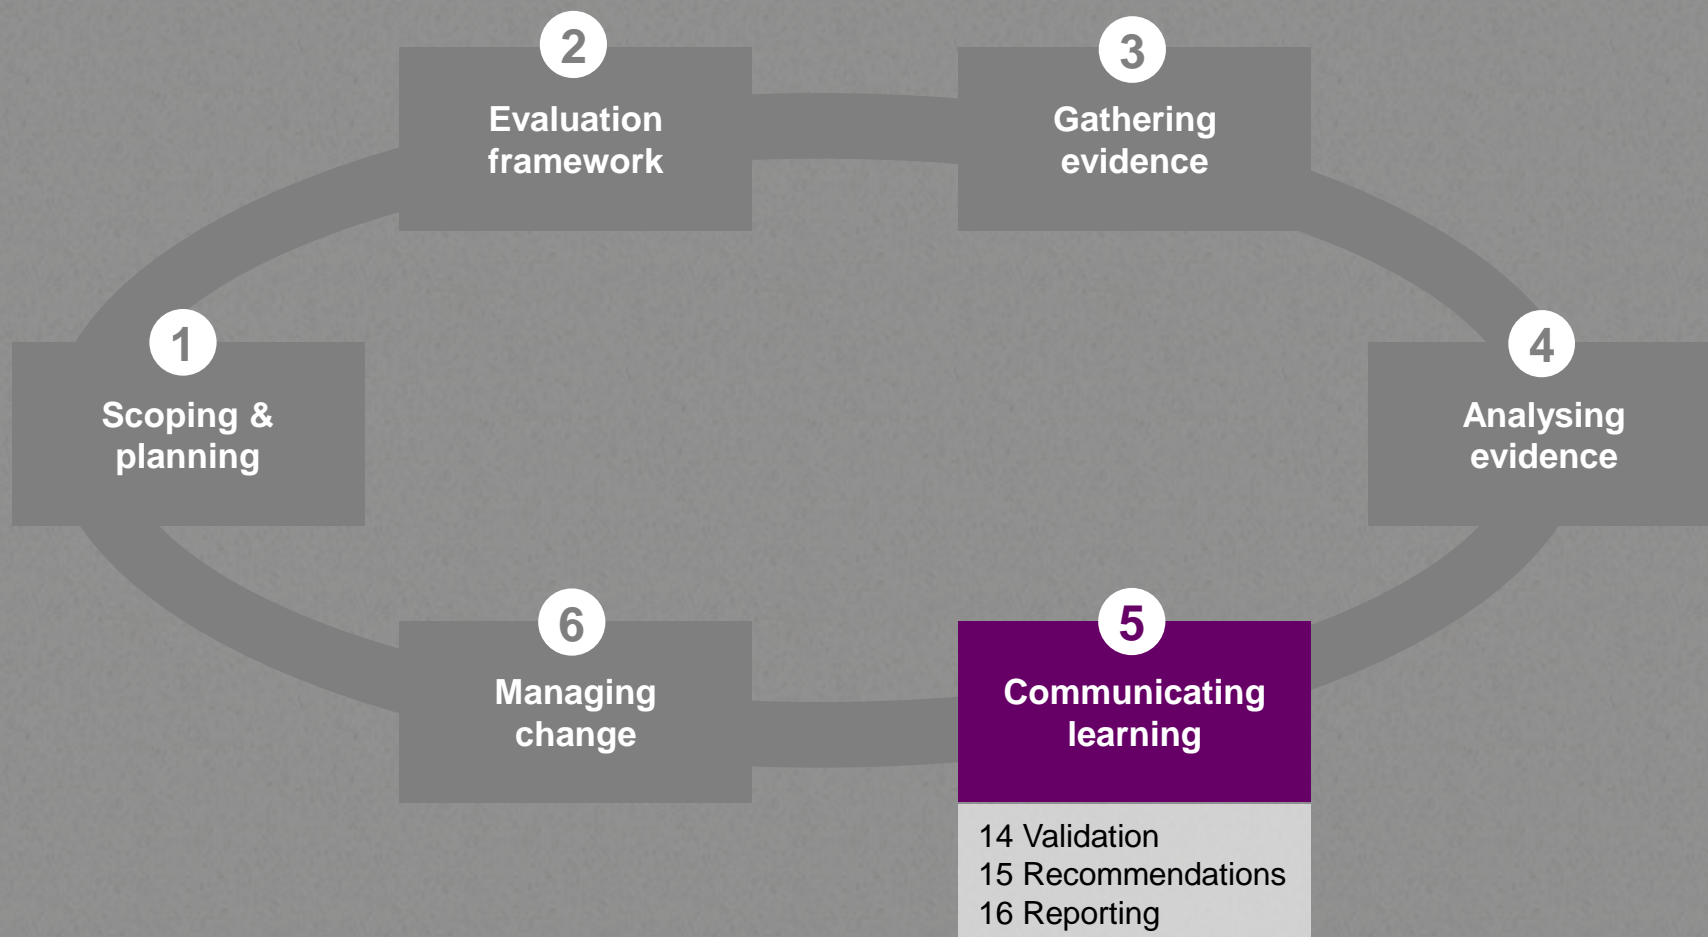 2
Evaluation
framework
3
Gathering
evidence
1
Scoping &
planning
4
Analysing
evidence
6
Managing
change
5
Communicating
learning
14 Validation
15 Recommendations
16 Reporting